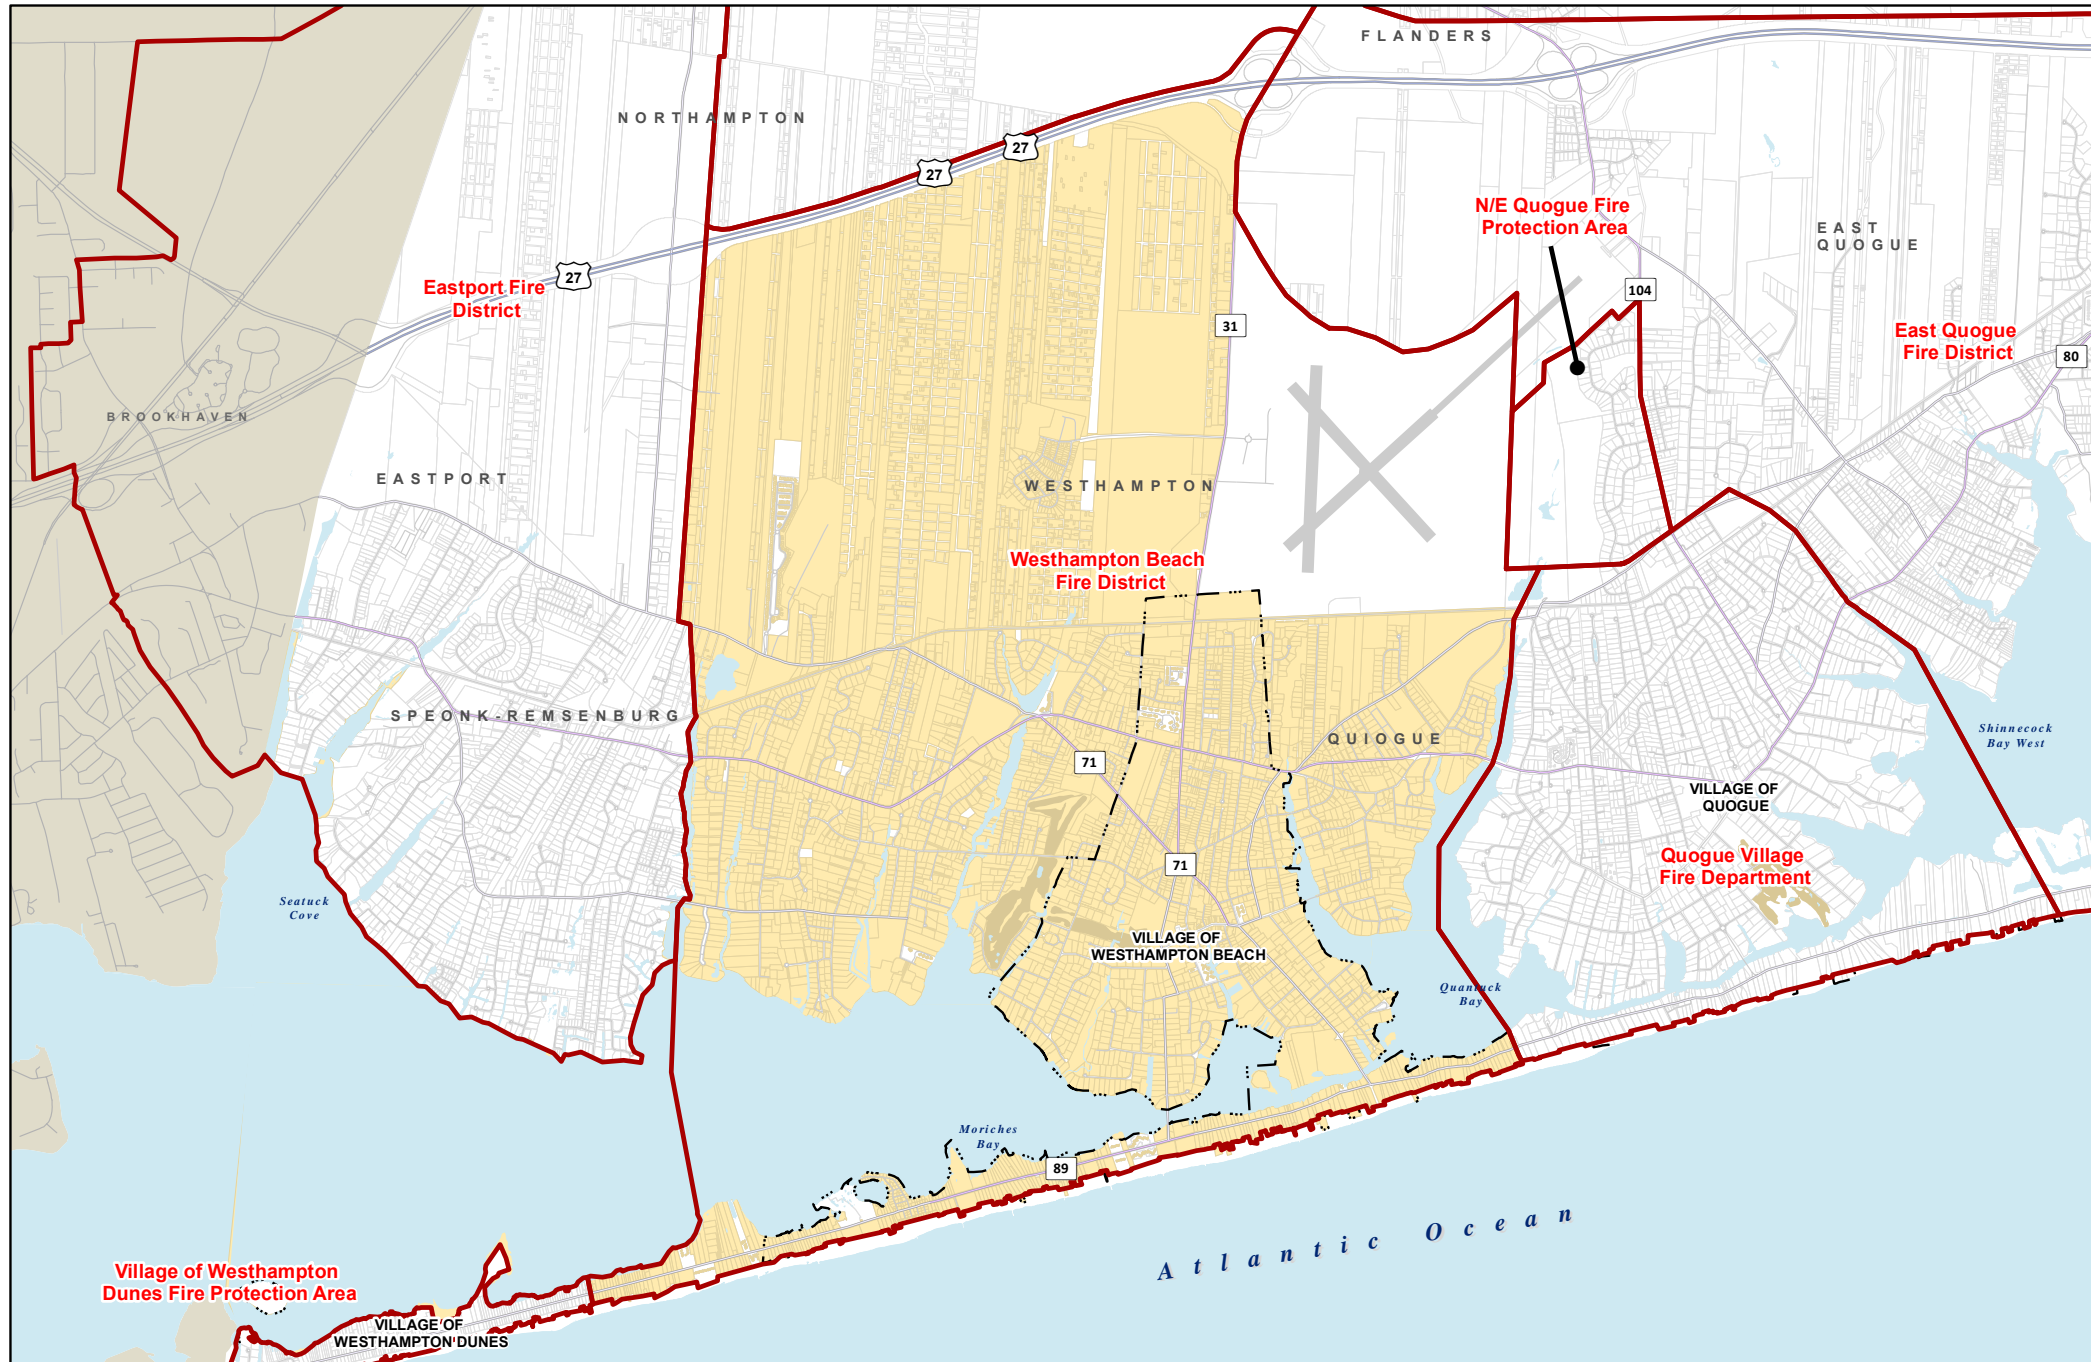 FLANDERS
NORTHAMPTON
27
27
N/E Quogue Fire
Protection Area
EAST
QUOGUE
27
Eastport Fire
District
104
31
East Quogue
Fire District
80
BROOKHAVEN
EASTPORT
WESTHAMPTON
Westhampton Beach
Fire District
SPEONK-REMSENBURG
QUIOGUE
Shinnecock
Bay West
71
VILLAGE OF
QUOGUE
71
Quogue Village
Fire Department
Seatuck
Cove
VILLAGE OF
WESTHAMPTON BEACH
Quantuck
Bay
Moriches
Bay
89
Atlantic Ocean
Village of Westhampton
Dunes Fire Protection Area
VILLAGE OF
WESTHAMPTON DUNES